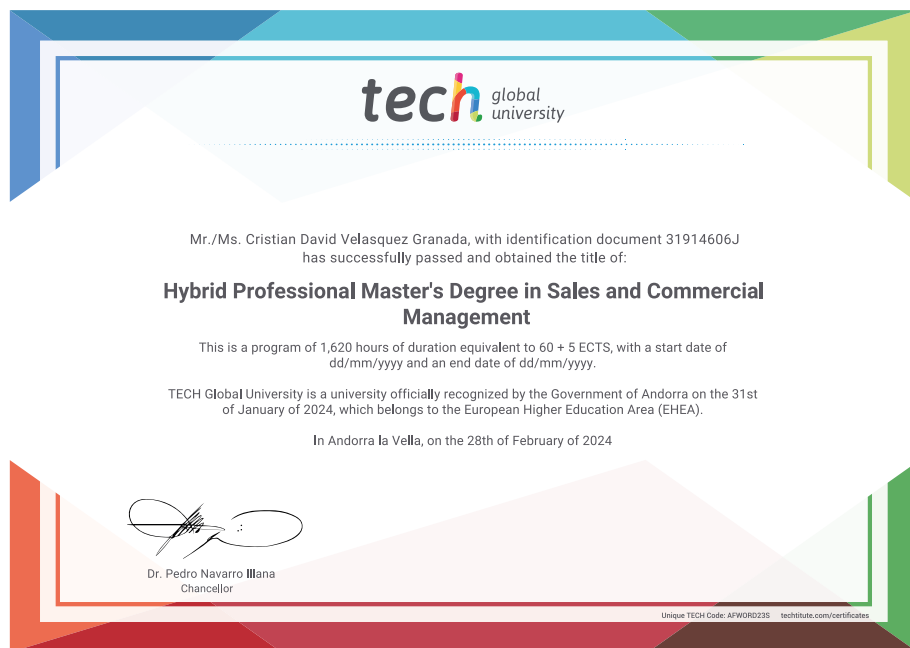 tech global
university
Mr./Ms. Cristian David Velasquez Granada, with identification document 31914606J
has successfully passed and obtained the title of:
Hybrid Professional Master's Degree in Sales and Commercial
Management
This is a program of 1,620 hours of duration equivalent to 60 + 5 ECTS, with a start date of
dd/mm/yyyy and an end date of dd/mm/yyyy.
TECH Global University is a university officially recognized by the Government of Andorra on the 31st
of January of 2024, which belongs to the European Higher Education Area (EHEA).
In Andorra la Vella, on the 28th of February of 2024
Dr. Pedro Navarro Illana
Chancellor
Unique TECH Code: AFWORD23S techtitute.com/certificates